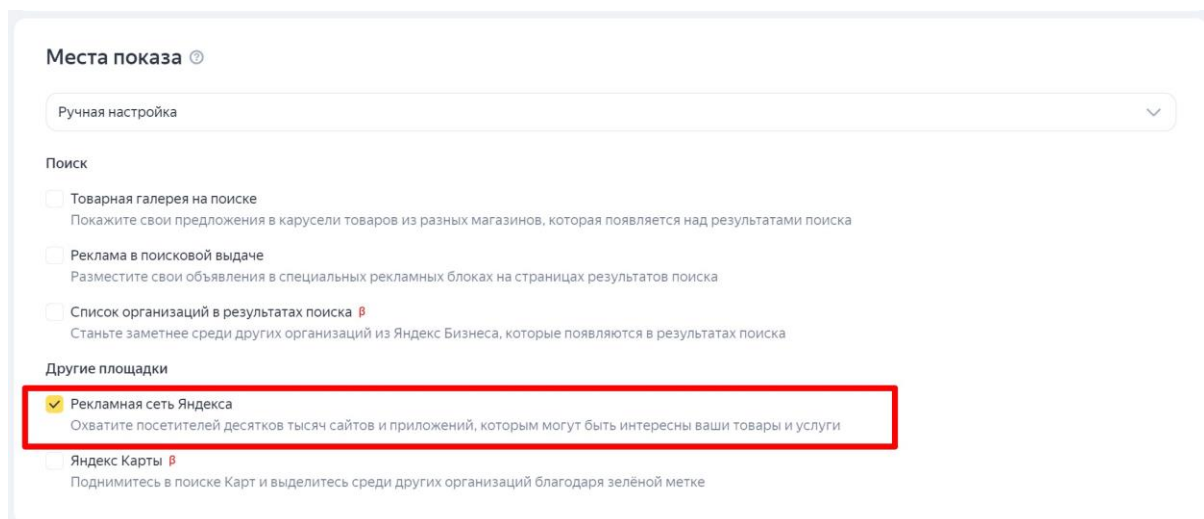 Места показа
Ручная настройка
Поиск
Товарная галерея на поиске
Покажите свои предложения в карусели товаров из разных магазинов, которая появляется над результатами поиска
Реклама в поисковой выдаче
Разместите свои объявления в специальных рекламных блоках на страницах результатов поиска
Список организаций в результатах поиска β
Станьте заметнее среди других организаций из Яндекс Бизнеса, которые появляются в результатах поиска
Другие площадки
Рекламная сеть Яндекса
Охватите посетителей десятков тысяч сайтов и приложений, которым могут быть интересны ваши товары и услуги
Яндекс Карты β
Поднимитесь в поиске Карт и выделитесь среди других организаций благодаря зелёной метке